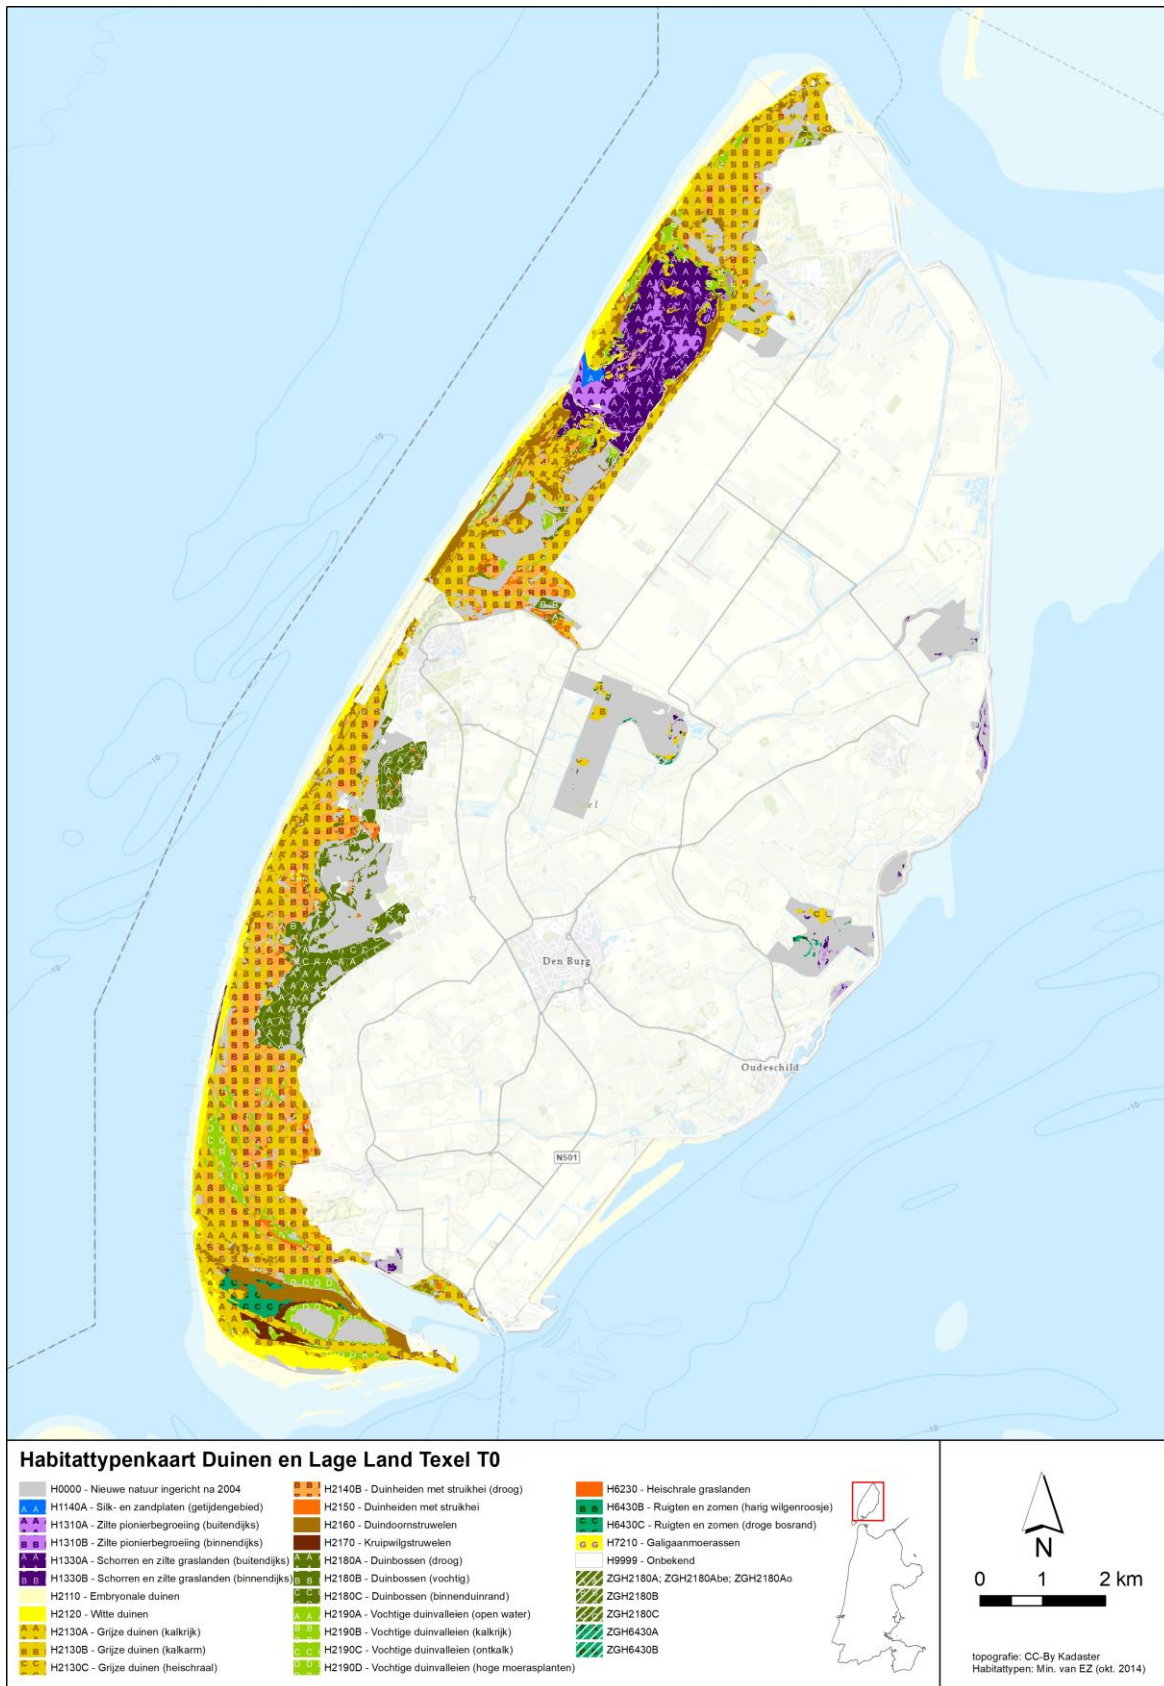 Den Burg
Oudeschild
N501
Habitattypenkaart Duinen en Lage Land Texel T0
H0000 - Nieuwe natuur ingericht na 2004
H1140A - Slik- en zandplaten (getijdengebied)
H1310A - Zilte pionierbegroeiing (buitendijks)
H1310B - Zilte pionierbegroeiing (binnendijks)
H1330A - Schorren en zilte graslanden (buitendijks)
H1330B - Schorren en zilte graslanden (binnendijks)
H2110 - Embryonale duinen
H2120 - Witte duinen
H2130A - Grijze duinen (kalkrijk)
H2130B - Grijze duinen (kalkarm)
H2130C - Grijze duinen (heischraal)
H2140B - Duinheiden met struikhei (droog)
H2150 - Duinheiden met struikhei
H2160 - Duindoornstruwelen
H2170 - Kruipwilgstruwelen
H2180A - Duinbossen (droog)
H2180B - Duinbossen (vochtig)
H2180C - Duinbossen (binnenduinrand)
H2190A - Vochtige duinvalleien (open water)
H2190B - Vochtige duinvalleien (kalkrijk)
H2190C - Vochtige duinvalleien (ontkalk)
H2190D - Vochtige duinvalleien (hoge moerasplanten)
H6230 - Heischrale graslanden
H6430B - Ruigten en zomen (harig wilgenroosje)
H6430C - Ruigten en zomen (droge bosrand)
H7210 - Galigaanmoerassen
H9999 - Onbekend
ZGH2180A; ZGH2180Abe; ZGH2180Ao
ZGH2180B
ZGH2180C
ZGH6430A
ZGH6430B
N
0 1 2 km
topografie: CC-By Kadaster
Habitattypen: Min. van EZ (okt. 2014)